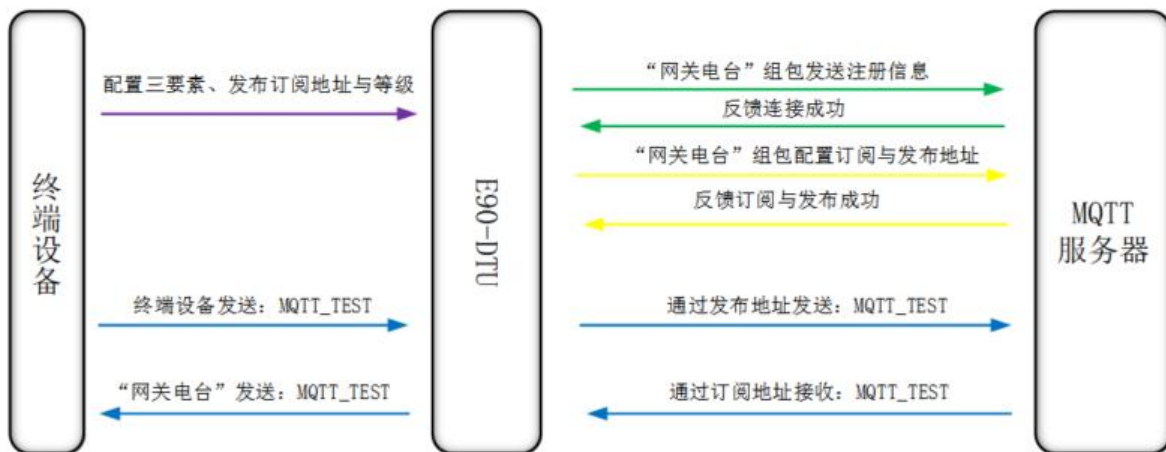 终端设备
配置三要素、发布订阅地址与等级
E90-DTU
“网关电台”组包发送注册信息
反馈连接成功
“网关电台”组包配置订阅与发布地址
反馈订阅与发布成功
MQTT
服务器
终端设备发送: MQTT_TEST
通过发布地址发送: MQTT_TEST
“网关电台”发送: MQTT_TEST
通过订阅地址接收: MQTT_TEST